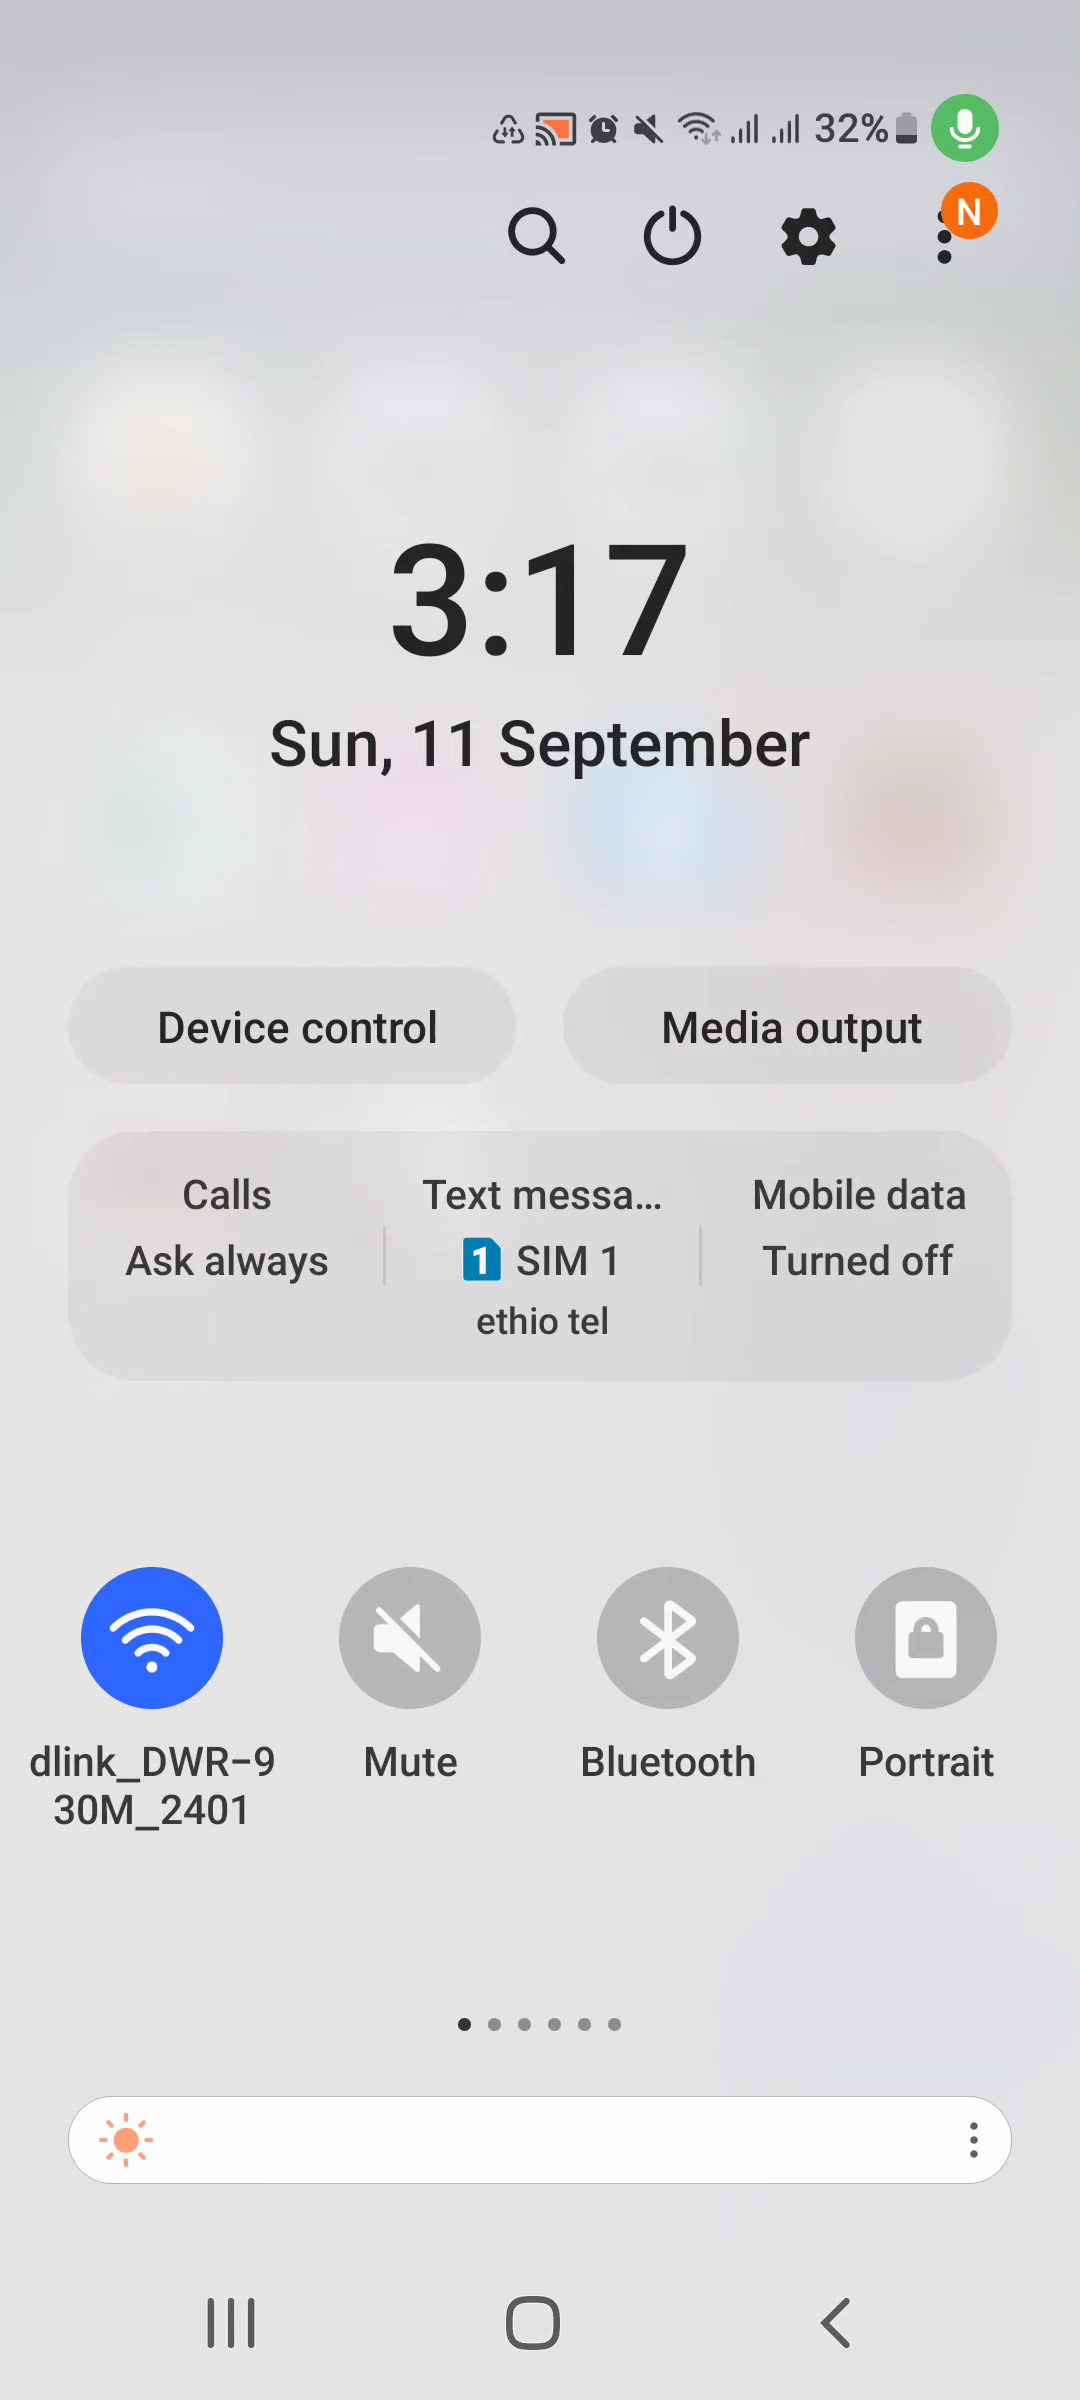 32%
N
3:17
Sun, 11 September
Device control
Media output
Calls
Text messa...
Mobile data
Ask always
1 SIM 1
Turned off
ethio tel
dlink_DWR-9
30M_2401
Mute
Bluetooth
Portrait